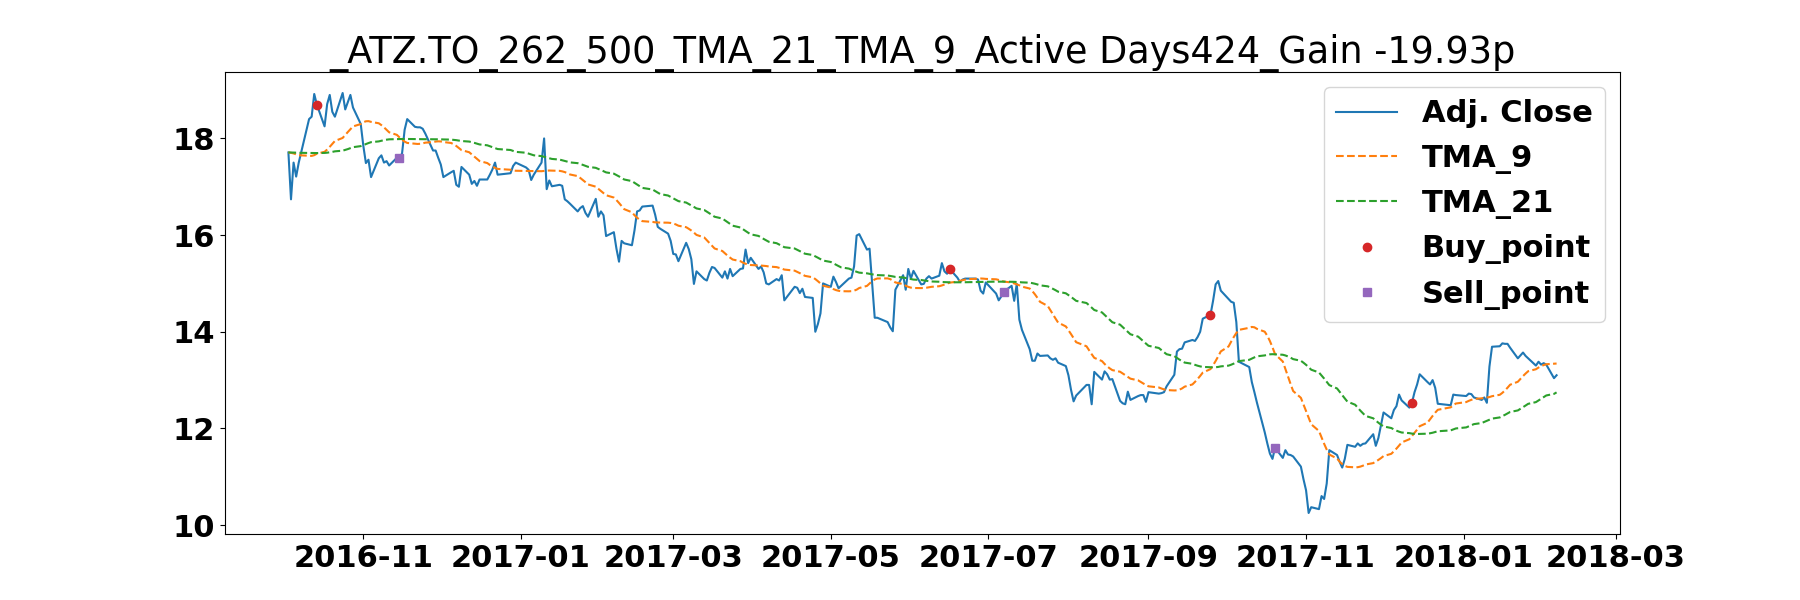 _ATZ.TO_262_500_TMA_21_TMA_9_Active Days424_Gain -19.93p
Adj. Close
TMA_9
TMA_21
Buy_point
Sell_point
18
16
14
12
10
2016-11 2017-01 2017-03 2017-05 2017-07 2017-09 2017-11 2018-01 2018-03